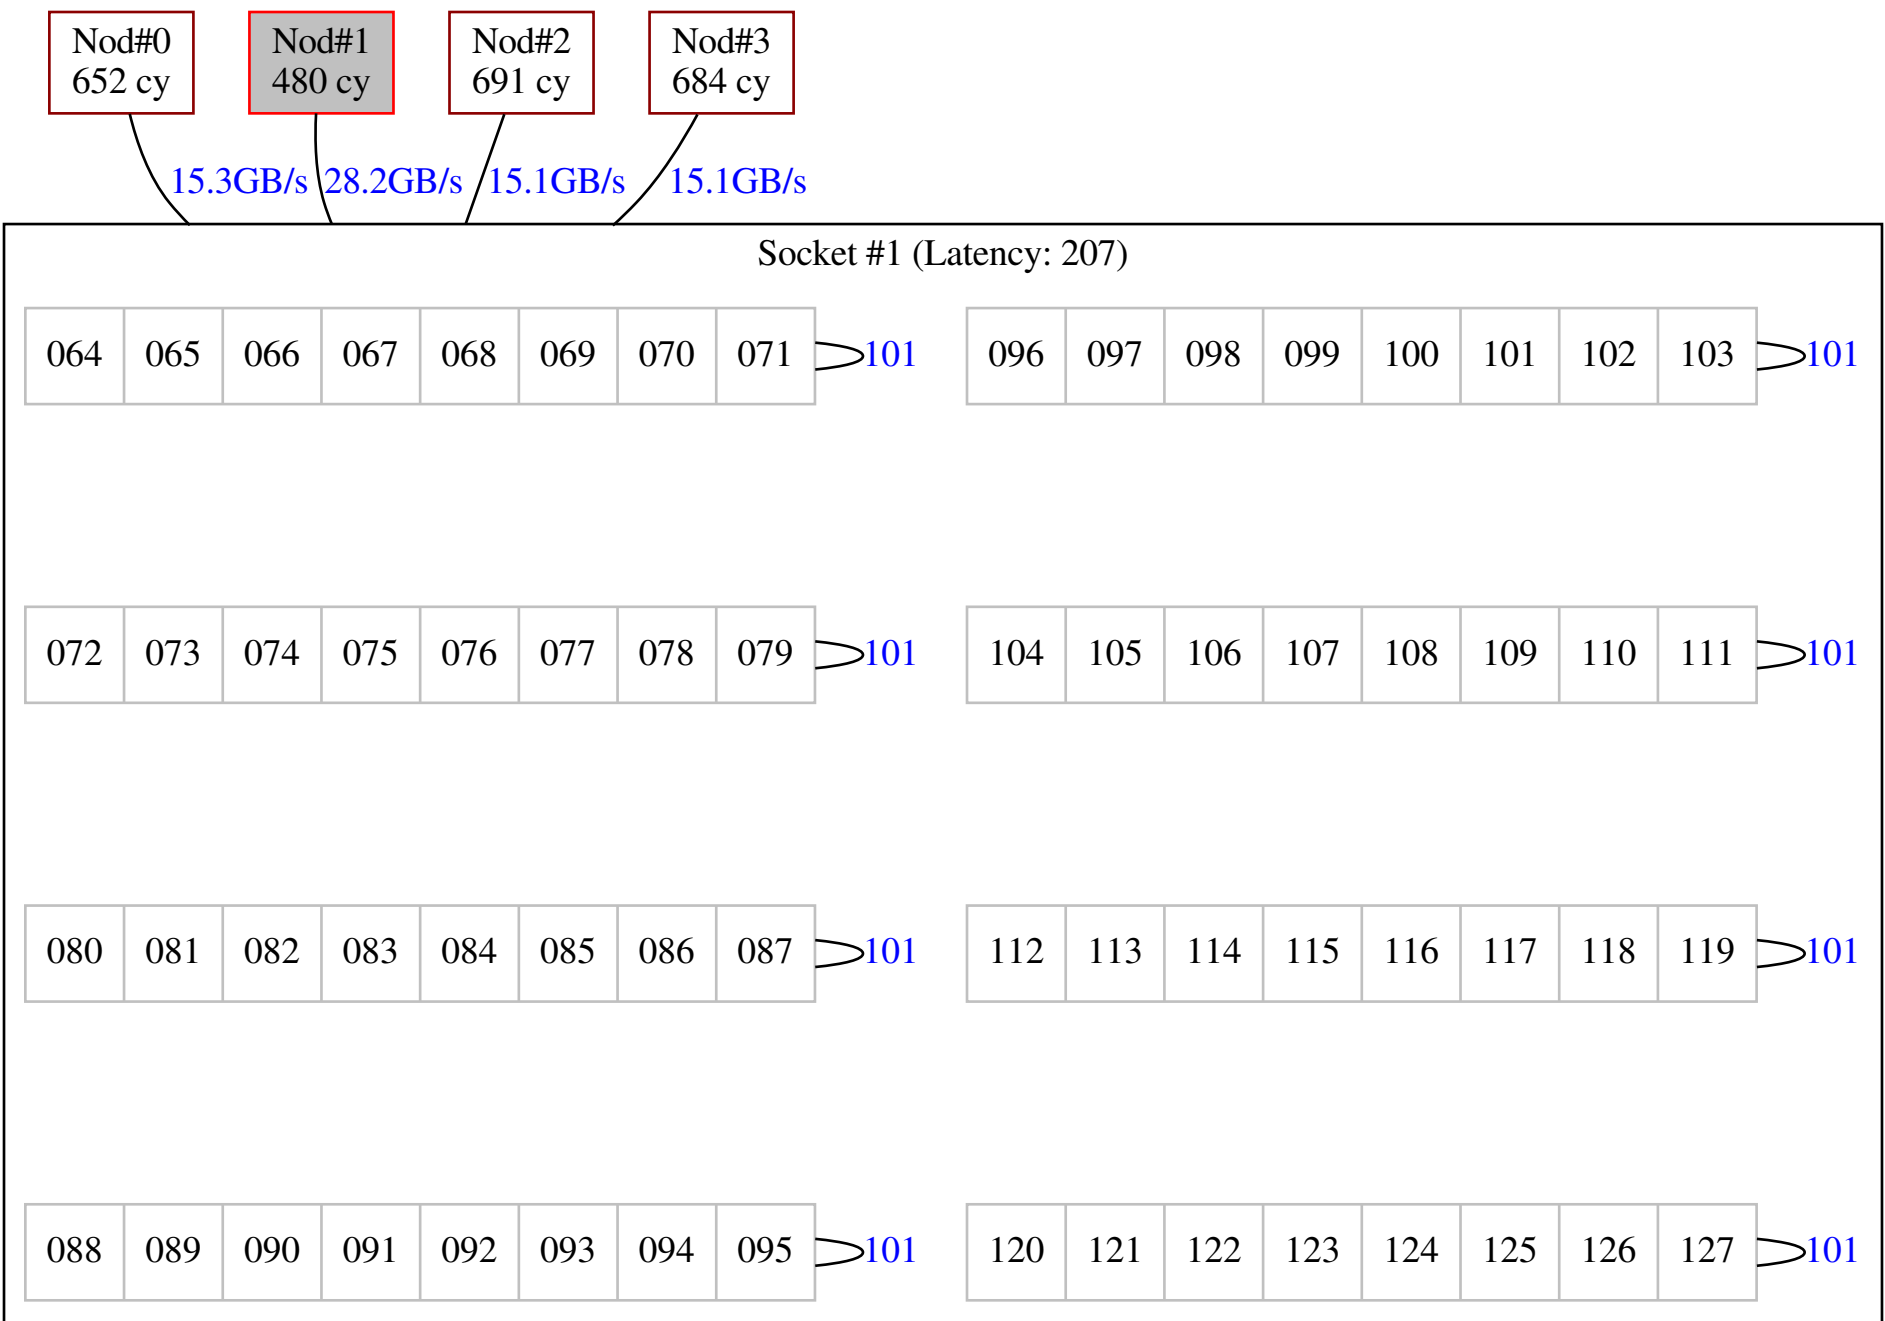 Nod#0 Nod#1 Nod#2 Nod#3
652 cy 480 cy 691 cy 684 cy
15.3GB/s 28.2GB/s 15.1GB/s 15.1GB/s
Socket #1 (Latency: 207)
064 065 066 067 068 069 070 071 101 096 097 098 099 100 101 102 103 101
072 073 074 075 076 077 078 079 101 104 105 106 107 108 109 110 111 101
080 081 082 083 084 085 086 087 101 112 113 114 115 116 117 118 119 101
088 089 090 091 092 093 094 095 101 120 121 122 123 124 125 126 127 101